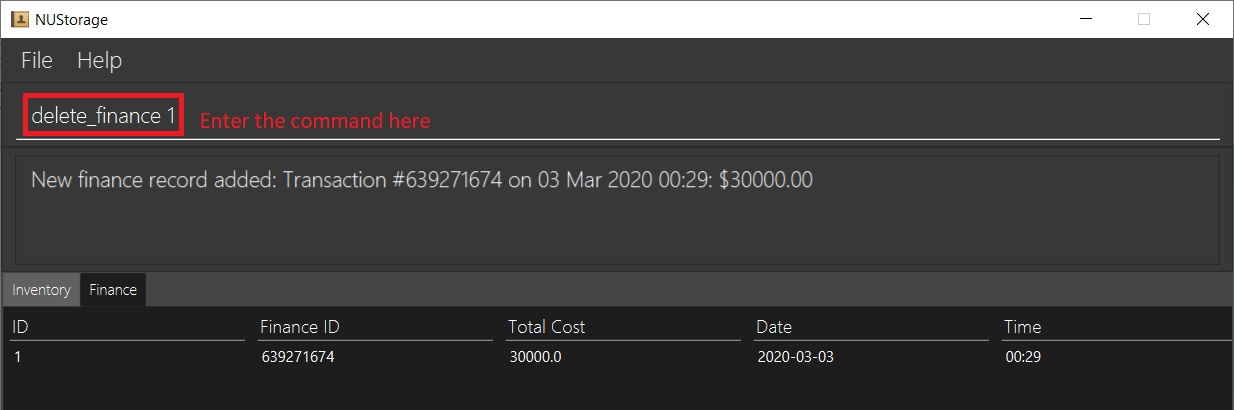 NUStorage
File Help
delete_finance 1 Enter the command here
New finance record added: Transaction #639271674 on 03 Mar 2020 00:29: $30000.00
Inventory Finance
ID Finance ID Total Cost Date Time
1 639271674 30000.0 2020-03-03 00:29